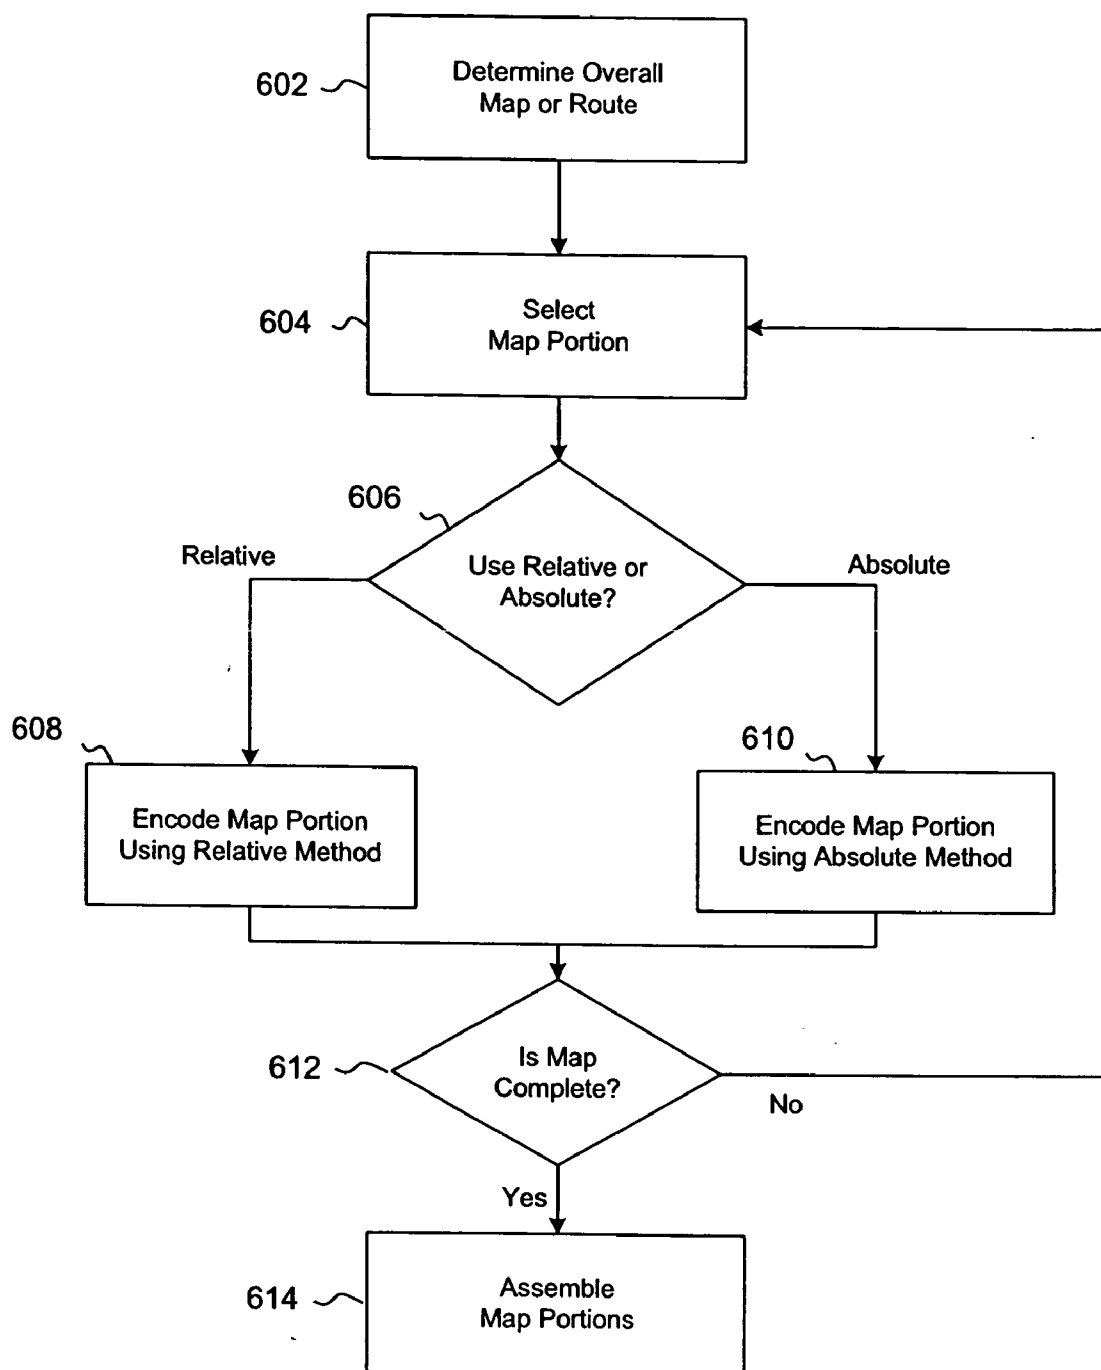 602
Determine Overall
Map or Route
604
Select
Map Portion
606
Relative
Use Relative or
Absolute?
Absolute
608
Encode Map Portion
Using Relative Method
610
Encode Map Portion
Using Absolute Method
612
Is Map
Complete?
No
Yes
614
Assemble
Map Portions